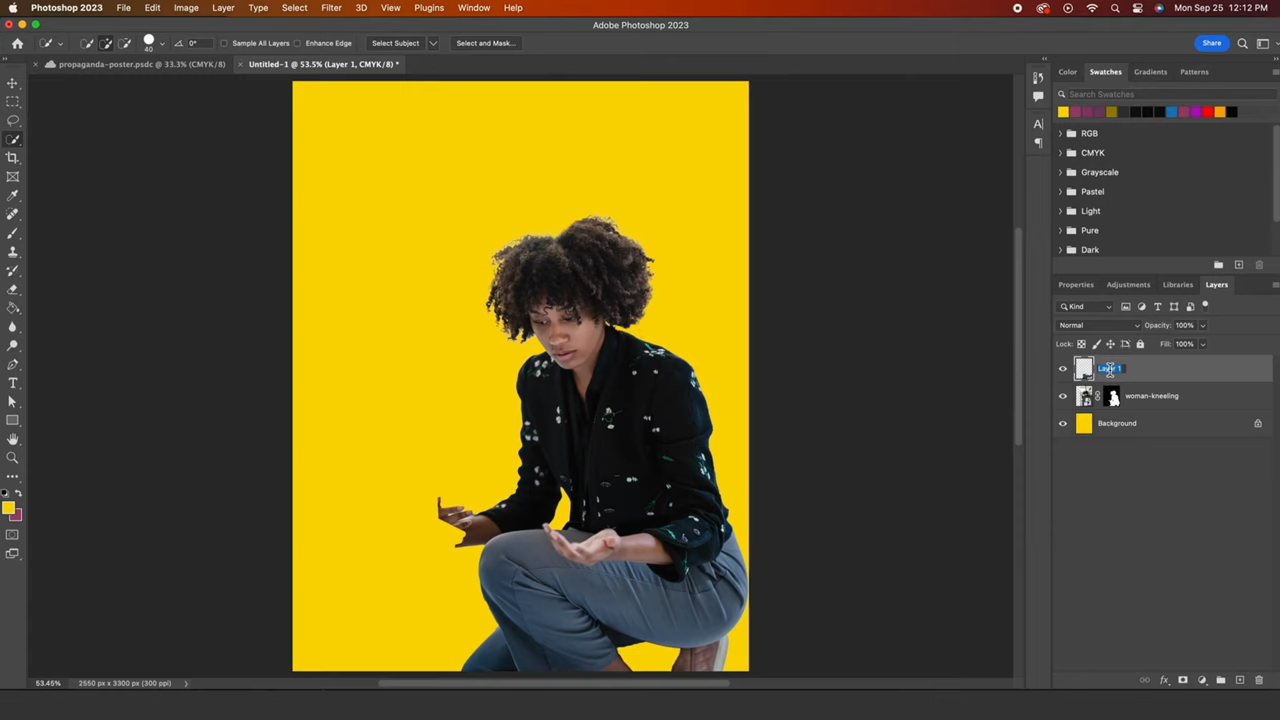 Photoshop 2023 File Edit Image Layer Type Select Filter 3D View Plugins Window Help Mon Sep 25 12:12 PM
Adobe Photoshop 2023
40 0° Sample All Layers Enhance Edge Select Subject Select and Mask... Share
× propaganda-poster.psdc @ 33.3% (CMYK/8) × Untitled-1 @ 53.5% (Layer 1, CMYK/8) *
Color Swatches Gradients Patterns
Search Swatches
RGB
CMYK
Grayscale
Pastel
Light
Pure
Dark
Properties Adjustments Libraries Layers
Kind
Normal Opacity: 100%
Lock: Fill: 100%
Layer 1
woman-kneeling
Background
53.45% 2550 px x 3300 px (300 ppi)